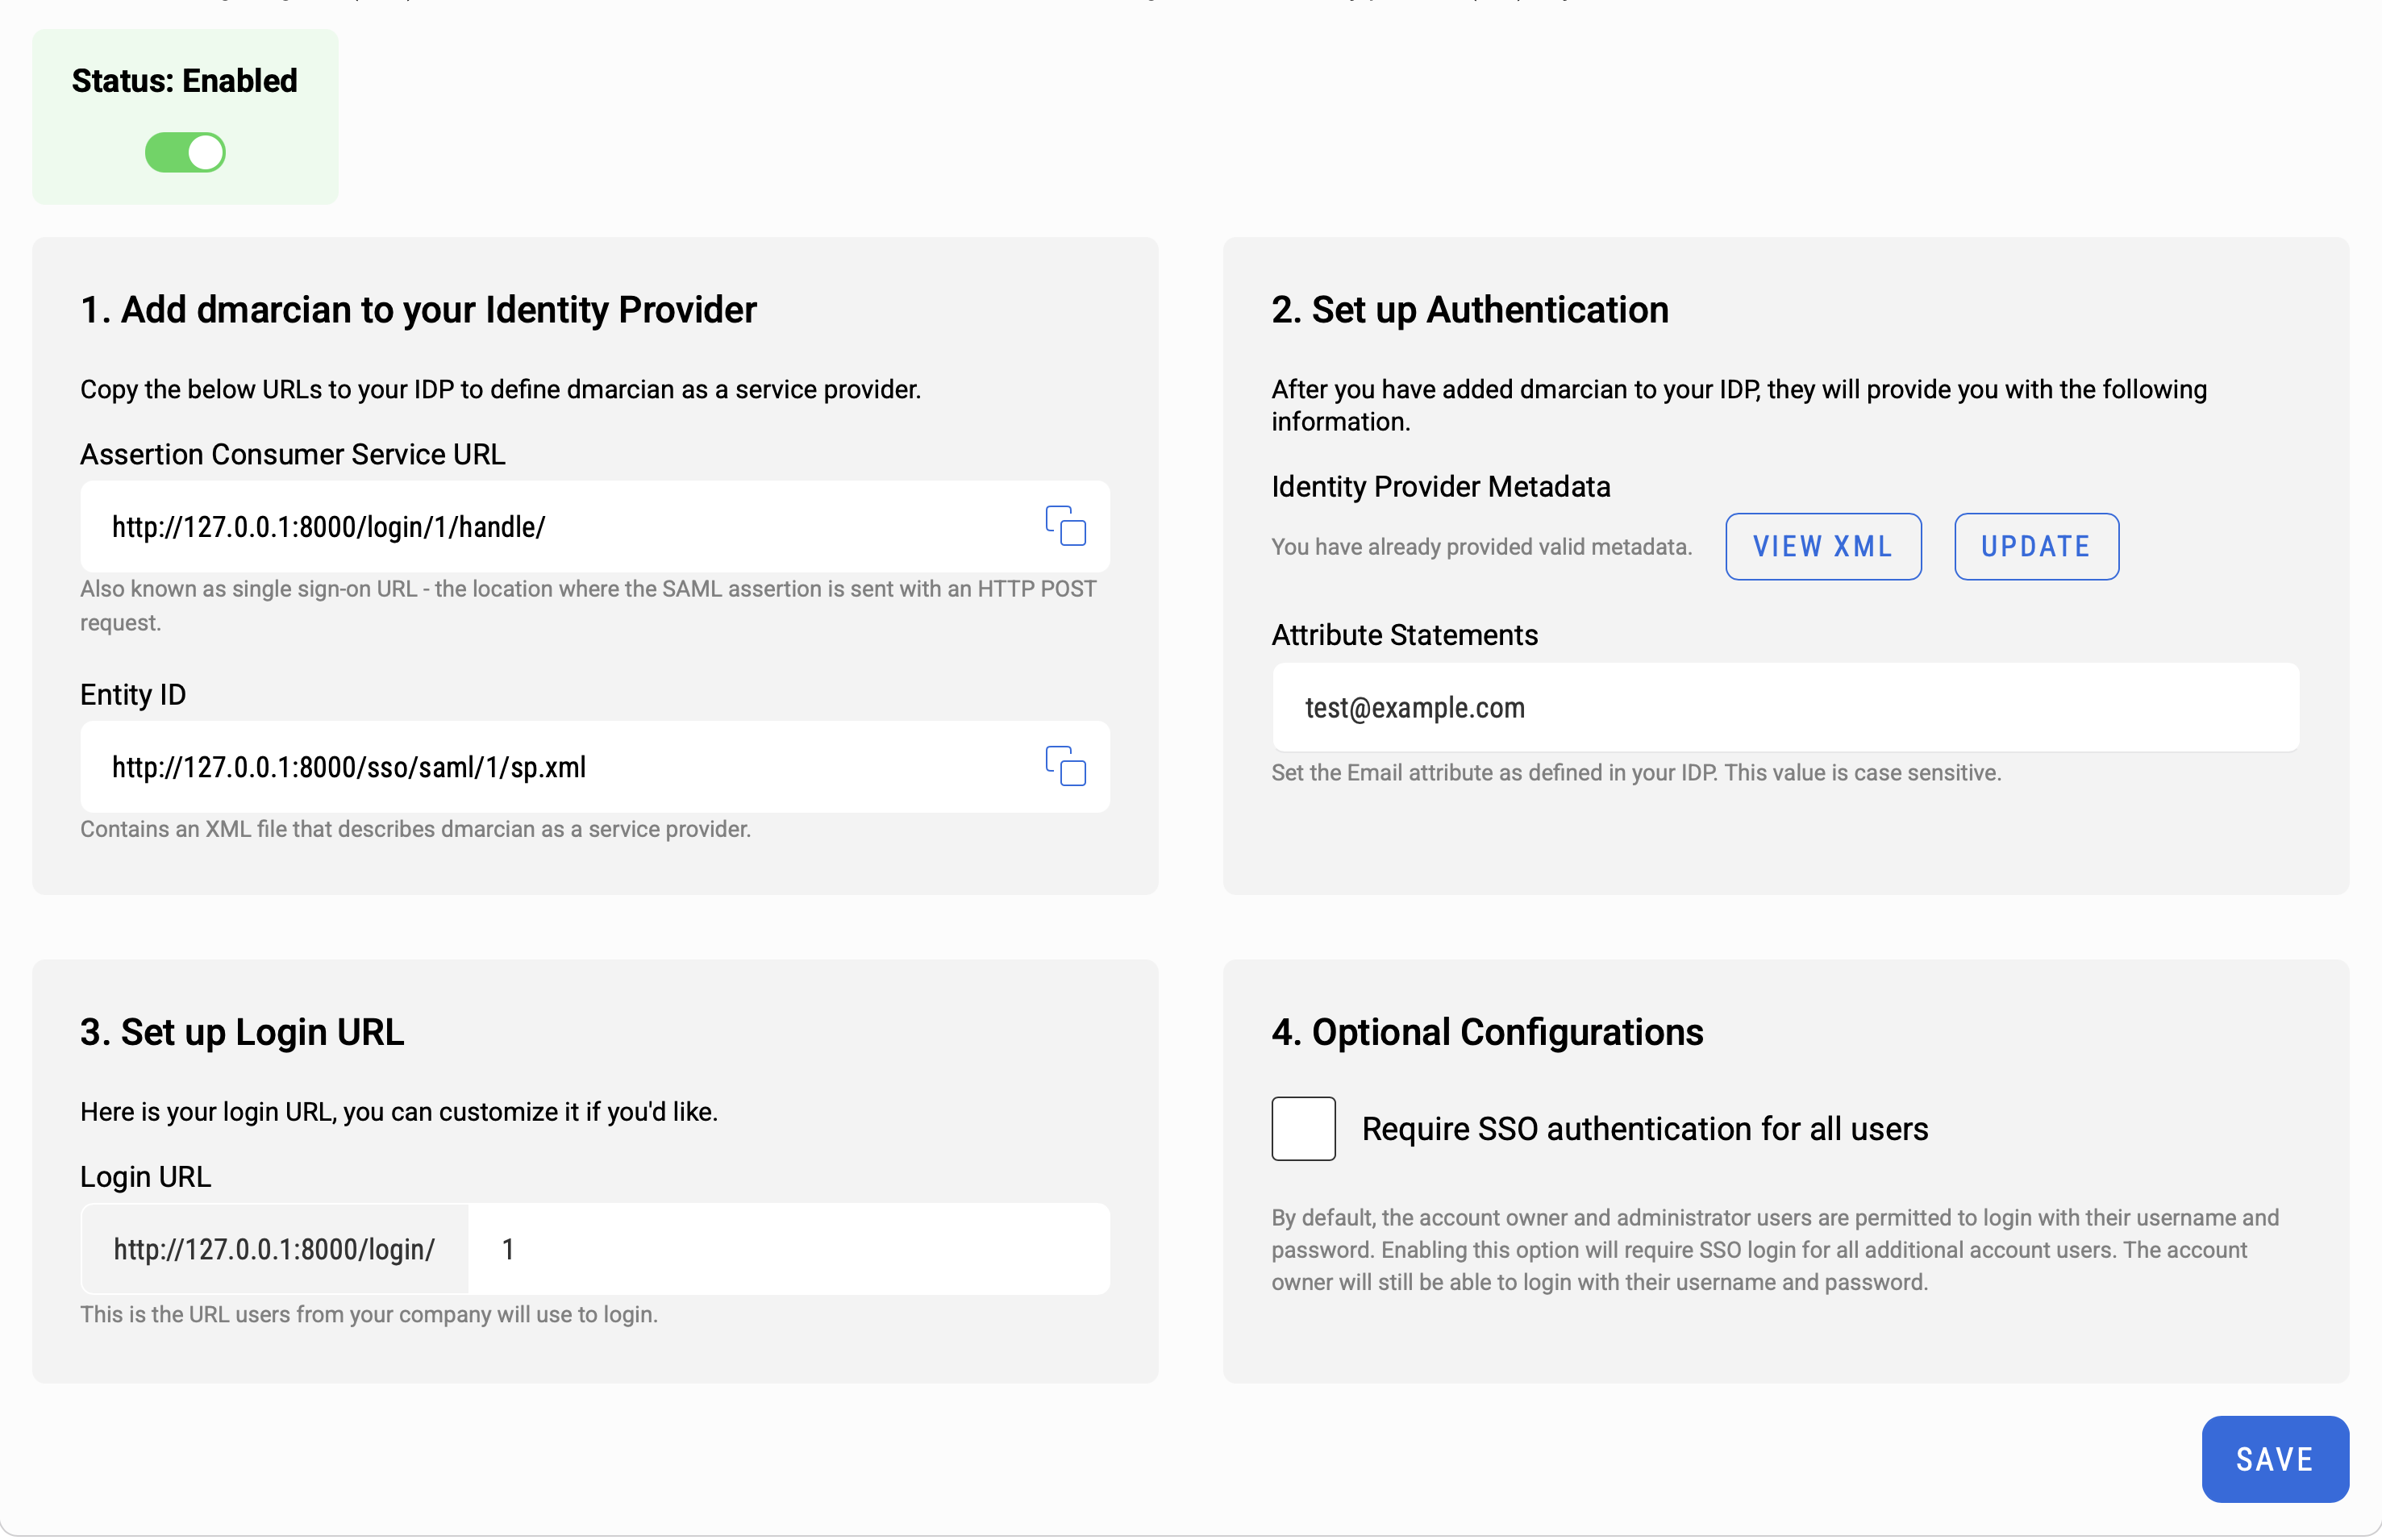 Status: Enabled
1. Add dmarcian to your Identity Provider
Copy the below URLs to your IDP to define dmarcian as a service provider.
Assertion Consumer Service URL
http://127.0.0.1:8000/login/1/handle/
Also known as single sign-on URL - the location where the SAML assertion is sent with an HTTP POST
request.
Entity ID
http://127.0.0.1:8000/sso/saml/1/sp.xml
Contains an XML file that describes dmarcian as a service provider.
2. Set up Authentication
After you have added dmarcian to your IDP, they will provide you with the following
information.
Identity Provider Metadata
You have already provided valid metadata. VIEW XML UPDATE
Attribute Statements
test@example.com
Set the Email attribute as defined in your IDP. This value is case sensitive.
3. Set up Login URL
Here is your login URL, you can customize it if you'd like.
Login URL
http://127.0.0.1:8000/login/ 1
This is the URL users from your company will use to login.
4. Optional Configurations
Require SSO authentication for all users
By default, the account owner and administrator users are permitted to login with their username and
password. Enabling this option will require SSO login for all additional account users. The account
owner will still be able to login with their username and password.
SAVE